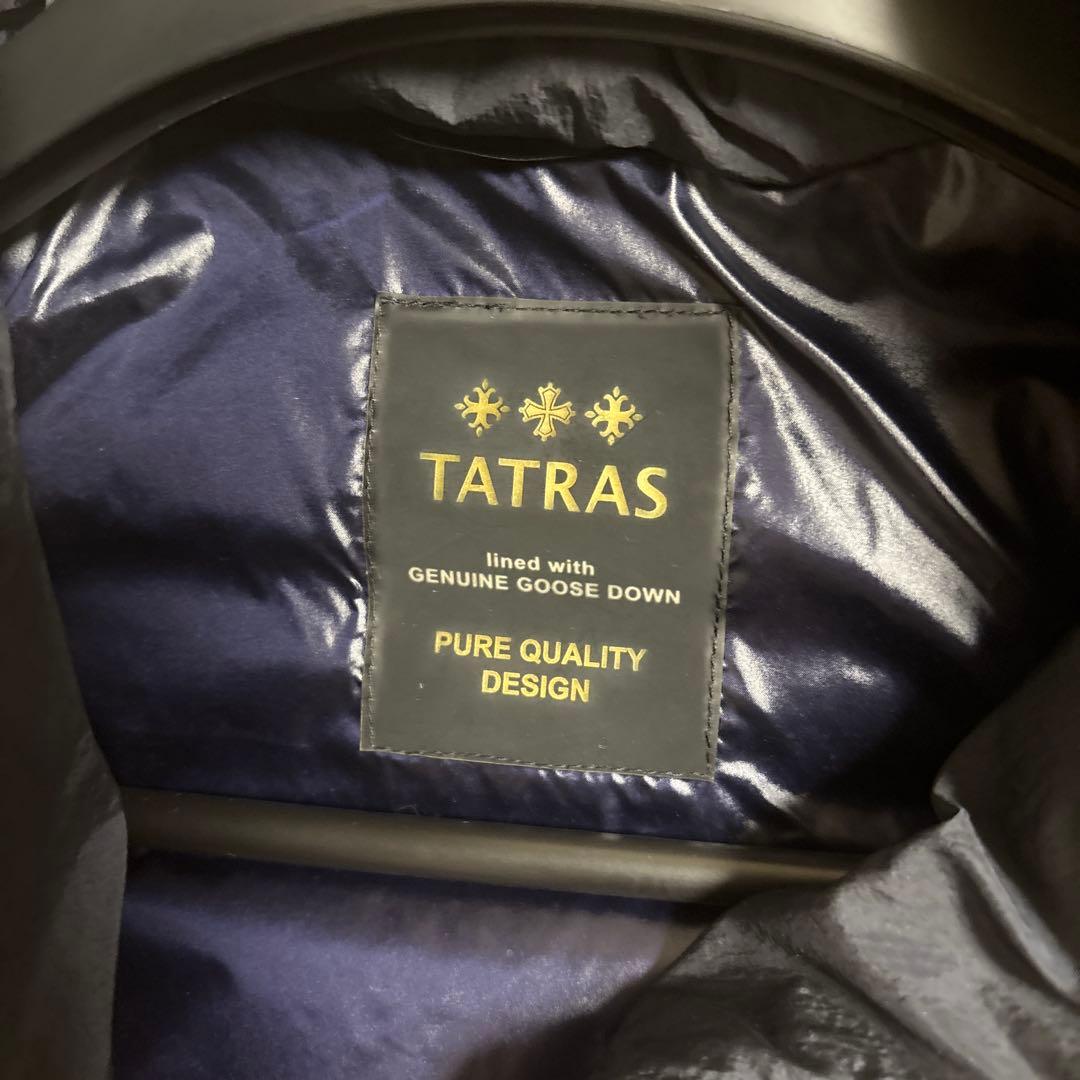 TATRAS
lined with
GENUINE GOOSE DOWN
PURE QUALITY
DESIGN